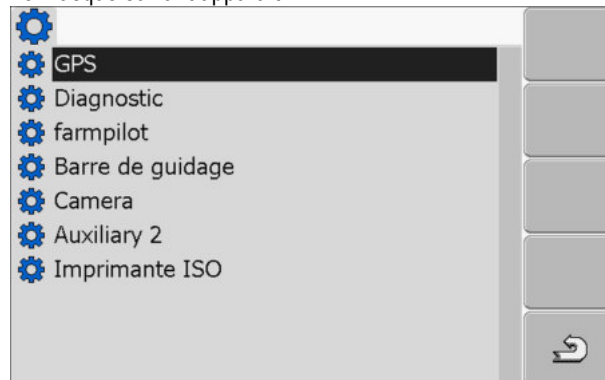 GPS
Diagnostic
farmpilot
Barre de guidage
Camera
Auxiliary 2
Imprimante ISO